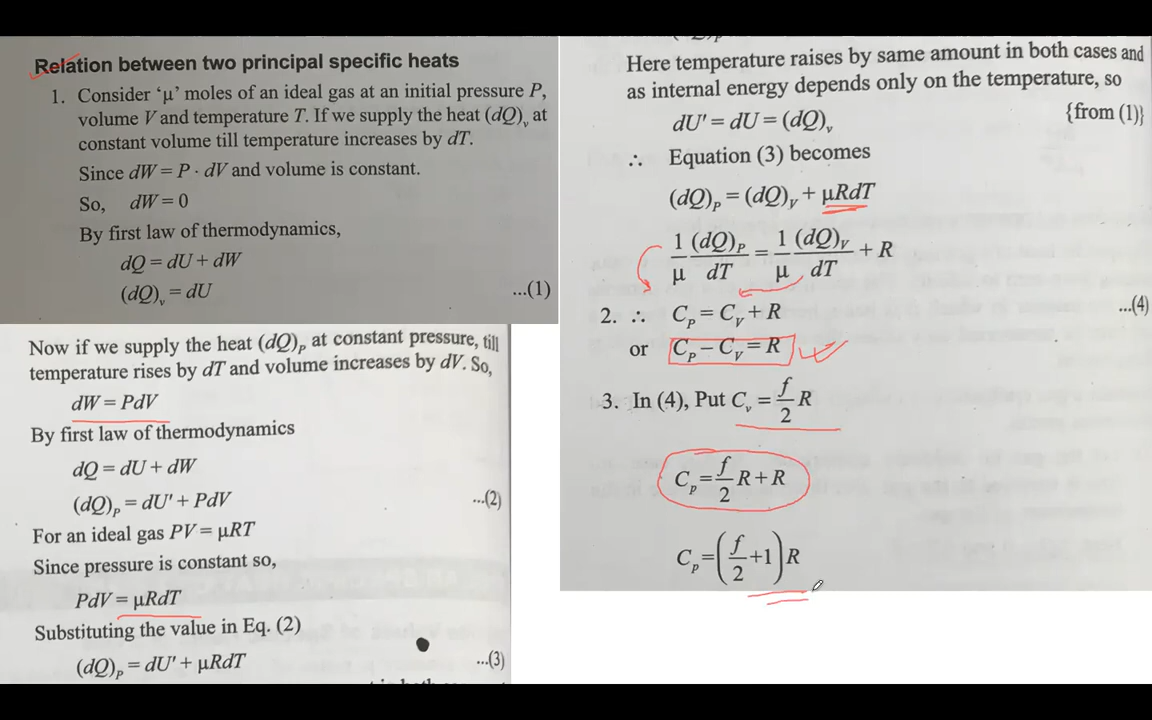 Relation between two principal specific heats
1. Consider ‘μ’ moles of an ideal gas at an initial pressure P,
volume V and temperature T. If we supply the heat (dQ)ᵥ at
constant volume till temperature increases by dT.
Since dW = P · dV and volume is constant.
So, dW = 0
By first law of thermodynamics,
dQ = dU + dW
(dQ)ᵥ = dU ...(1)
Now if we supply the heat (dQ)ₚ at constant pressure, till
temperature rises by dT and volume increases by dV. So,
dW = PdV
By first law of thermodynamics
dQ = dU + dW
(dQ)ₚ = dU' + PdV ...(2)
For an ideal gas PV = μRT
Since pressure is constant so,
PdV = μRdT
Substituting the value in Eq. (2)
(dQ)ₚ = dU' + μRdT ...(3)
Here temperature raises by same amount in both cases and
as internal energy depends only on the temperature, so
dU' = dU = (dQ)ᵥ {from (1)}
∴ Equation (3) becomes
(dQ)ₚ = (dQ)ᵥ + μRdT
1/μ (dQ)ₚ/dT = 1/μ (dQ)ᵥ/dT + R
2. ∴ Cₚ = Cᵥ + R ...(4)
or Cₚ – Cᵥ = R
3. In (4), Put Cᵥ = f/2 R
Cₚ = f/2 R + R
Cₚ = (f/2 + 1) R